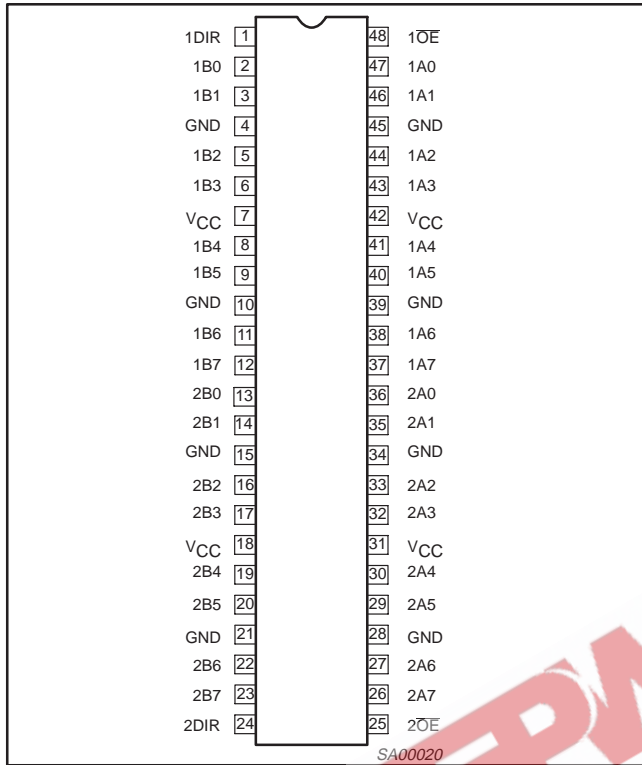 1DIR 1 48 1O̅E̅
1B0 2 47 1A0
1B1 3 46 1A1
GND 4 45 GND
1B2 5 44 1A2
1B3 6 43 1A3
VCC 7 42 VCC
1B4 8 41 1A4
1B5 9 40 1A5
GND 10 39 GND
1B6 11 38 1A6
1B7 12 37 1A7
2B0 13 36 2A0
2B1 14 35 2A1
GND 15 34 GND
2B2 16 33 2A2
2B3 17 32 2A3
VCC 18 31 VCC
2B4 19 30 2A4
2B5 20 29 2A5
GND 21 28 GND
2B6 22 27 2A6
2B7 23 26 2A7
2DIR 24 25 2O̅E̅
SA00020